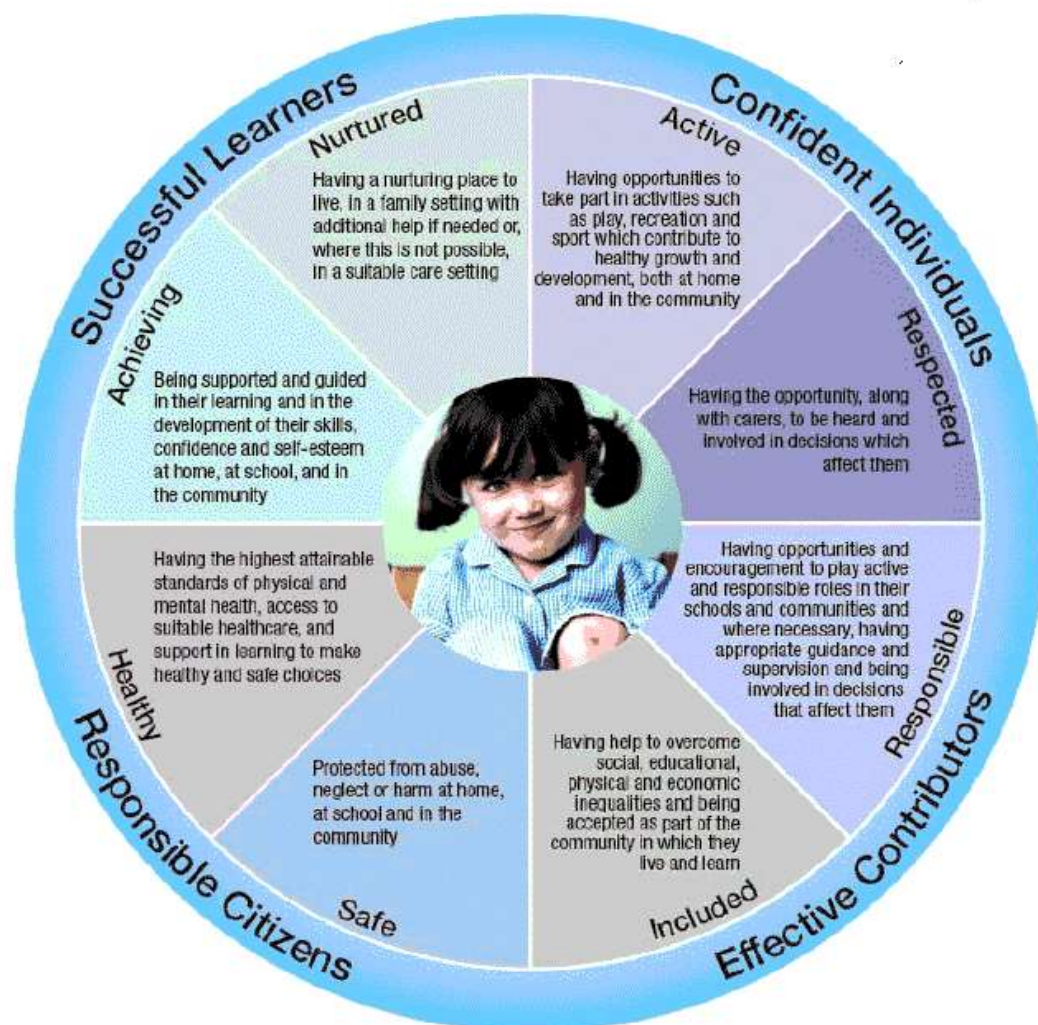 Successful Learners
Confident Individuals
Nurtured
Having a nurturing place to
live, in a family setting with
additional help if needed or,
where this is not possible,
in a suitable care setting
Active
Having opportunities to
take part in activities such
as play, recreation and
sport which contribute to
healthy growth and
development, both at home
and in the community
Achieving
Being supported and guided
in their learning and in the
development of their skills,
confidence and self-esteem
at home, at school, and in
the community
Respected
Having the opportunity, along
with carers, to be heard and
involved in decisions which
affect them
Healthy
Having the highest attainable
standards of physical and
mental health, access to
suitable healthcare, and
support in learning to make
healthy and safe choices
Responsible
Having opportunities and
encouragement to play active
and responsible roles in their
schools and communities and
where necessary, having
appropriate guidance and
supervision and being
involved in decisions
that affect them
Protected from abuse,
neglect or harm at home,
at school and in the
community
Safe
Having help to overcome
social, educational,
physical and economic
inequalities and being
accepted as part of the
community in which they
live and learn
Included
Responsible Citizens
Effective Contributors